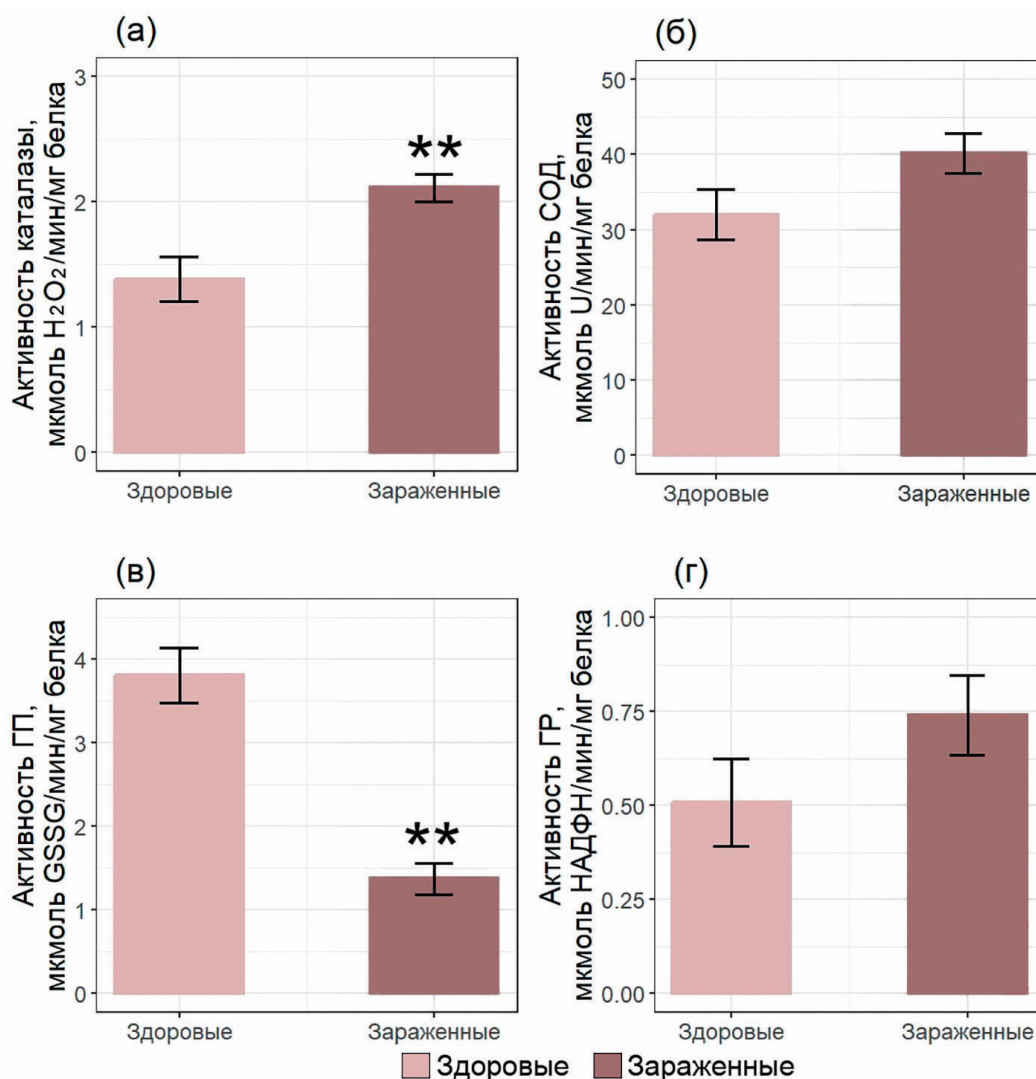 (а)
Активность каталазы,
мкмоль H₂O₂/мин/мг белка
3
2
1
0
**
Здоровые
Зараженные
(б)
Активность СОД,
мкмоль U/мин/мг белка
50
40
30
20
10
0
Здоровые
Зараженные
(в)
Активность ГП,
мкмоль GSSG/мин/мг белка
4
3
2
1
0
**
Здоровые
Зараженные
(г)
Активность ГР,
мкмоль НАДФН/мин/мг белка
1.00
0.75
0.50
0.25
0.00
Здоровые
Зараженные
Здоровые Зараженные